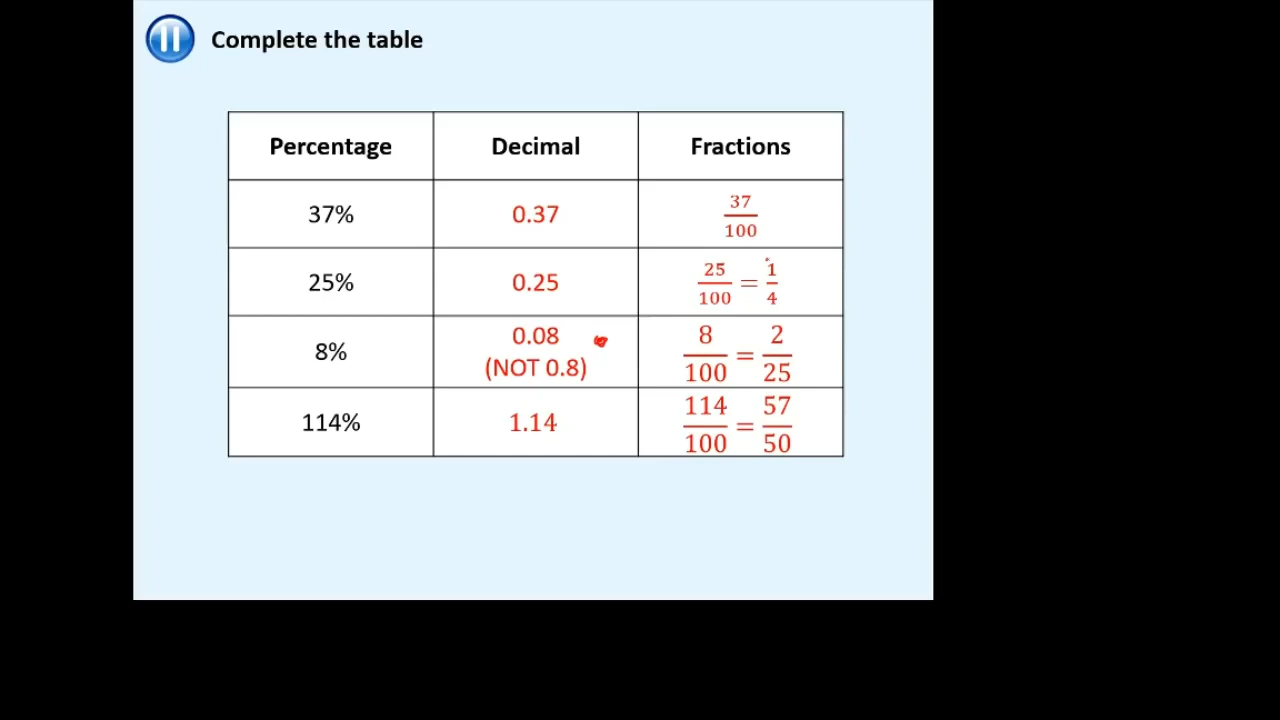 Complete the table
Percentage Decimal Fractions
37% 0.37 37/100
25% 0.25 25/100 = 1/4
8% 0.08 (NOT 0.8) 8/100 = 2/25
114% 1.14 114/100 = 57/50